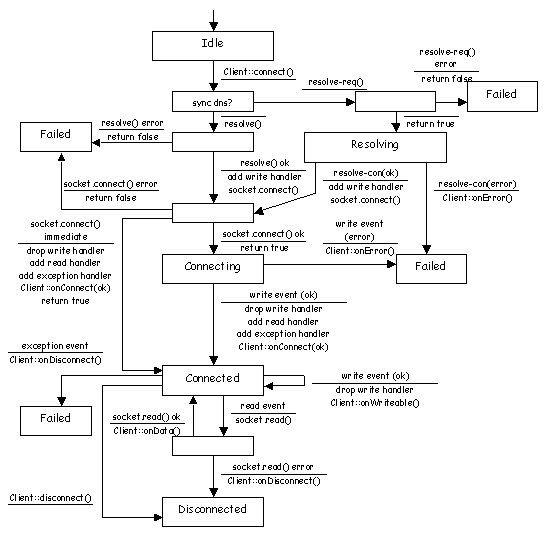 Idle
Client::connect()
resolve-req()
resolve-req()
error
return false
sync dns?
Failed
resolve() error
return false
resolve()
return true
Failed
Resolving
resolve() ok
add write handler
socket.connect()
resolve-con(ok)
add write handler
socket.connect()
resolve-con(error)
Client::onError()
socket.connect() error
return false
socket.connect()
immediate
drop write handler
add read handler
add exception handler
Client::onConnect(ok)
return true
socket.connect() ok
return true
write event
(error)
Client::onError()
Connecting
Failed
write event (ok)
drop write handler
add read handler
add exception handler
Client::onConnect(ok)
exception event
Client::onDisconnect()
Connected
write event (ok)
drop write handler
Client::onWriteable()
Failed
socket.read() ok
Client::onData()
read event
socket.read()
socket.read() error
Client::onDisconnect()
Client::disconnect()
Disconnected